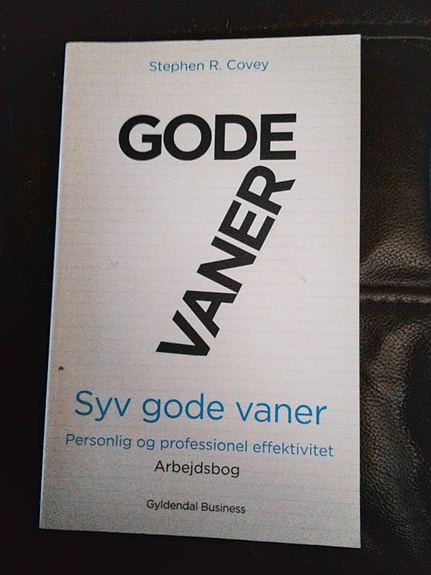 Stephen R. Covey
GODE
VANER
Syv gode vaner
Personlig og professionel effektivitet
Arbejdsbog
Gyldendal Business